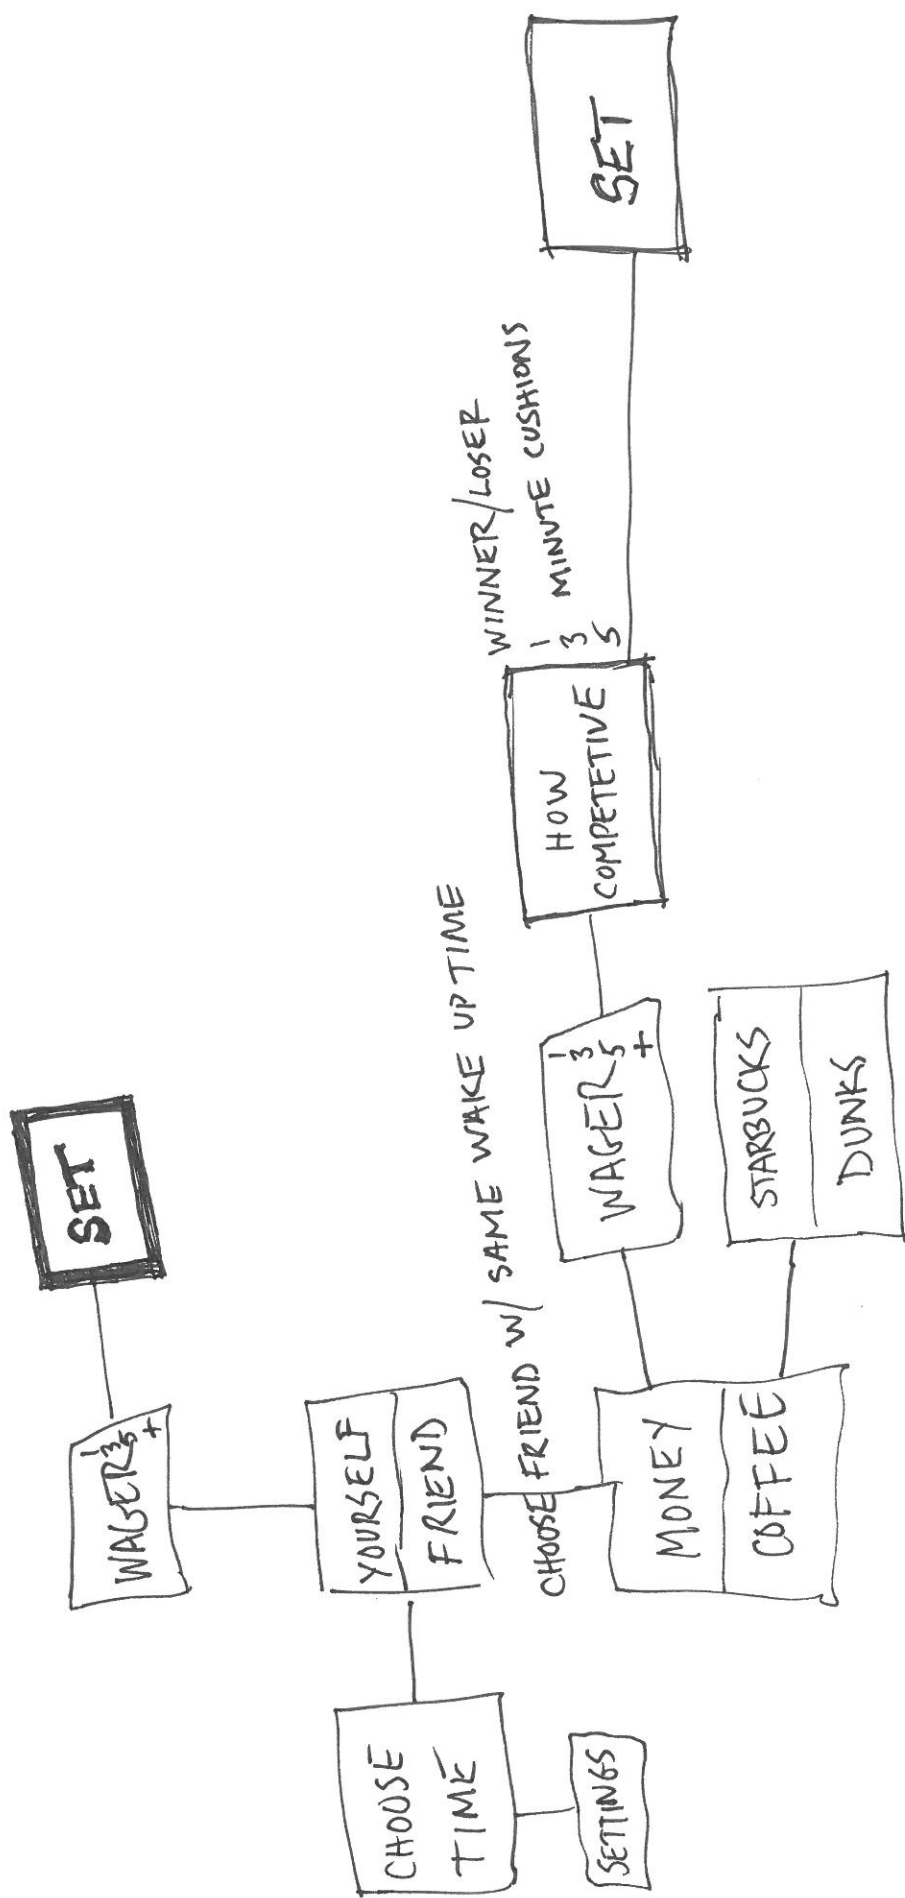 CHOOSE
TIME
SETTINGS
YOURSELF
FRIEND
WAGER
1
3
5
+
SET
CHOOSE FRIEND W/ SAME WAKE UP TIME
MONEY
COFFEE
WAGER
1
3
5
+
STARBUCKS
DUNKS
HOW
COMPETETIVE
WINNER/LOSER
1
3 MINUTE CUSHIONS
5
SET